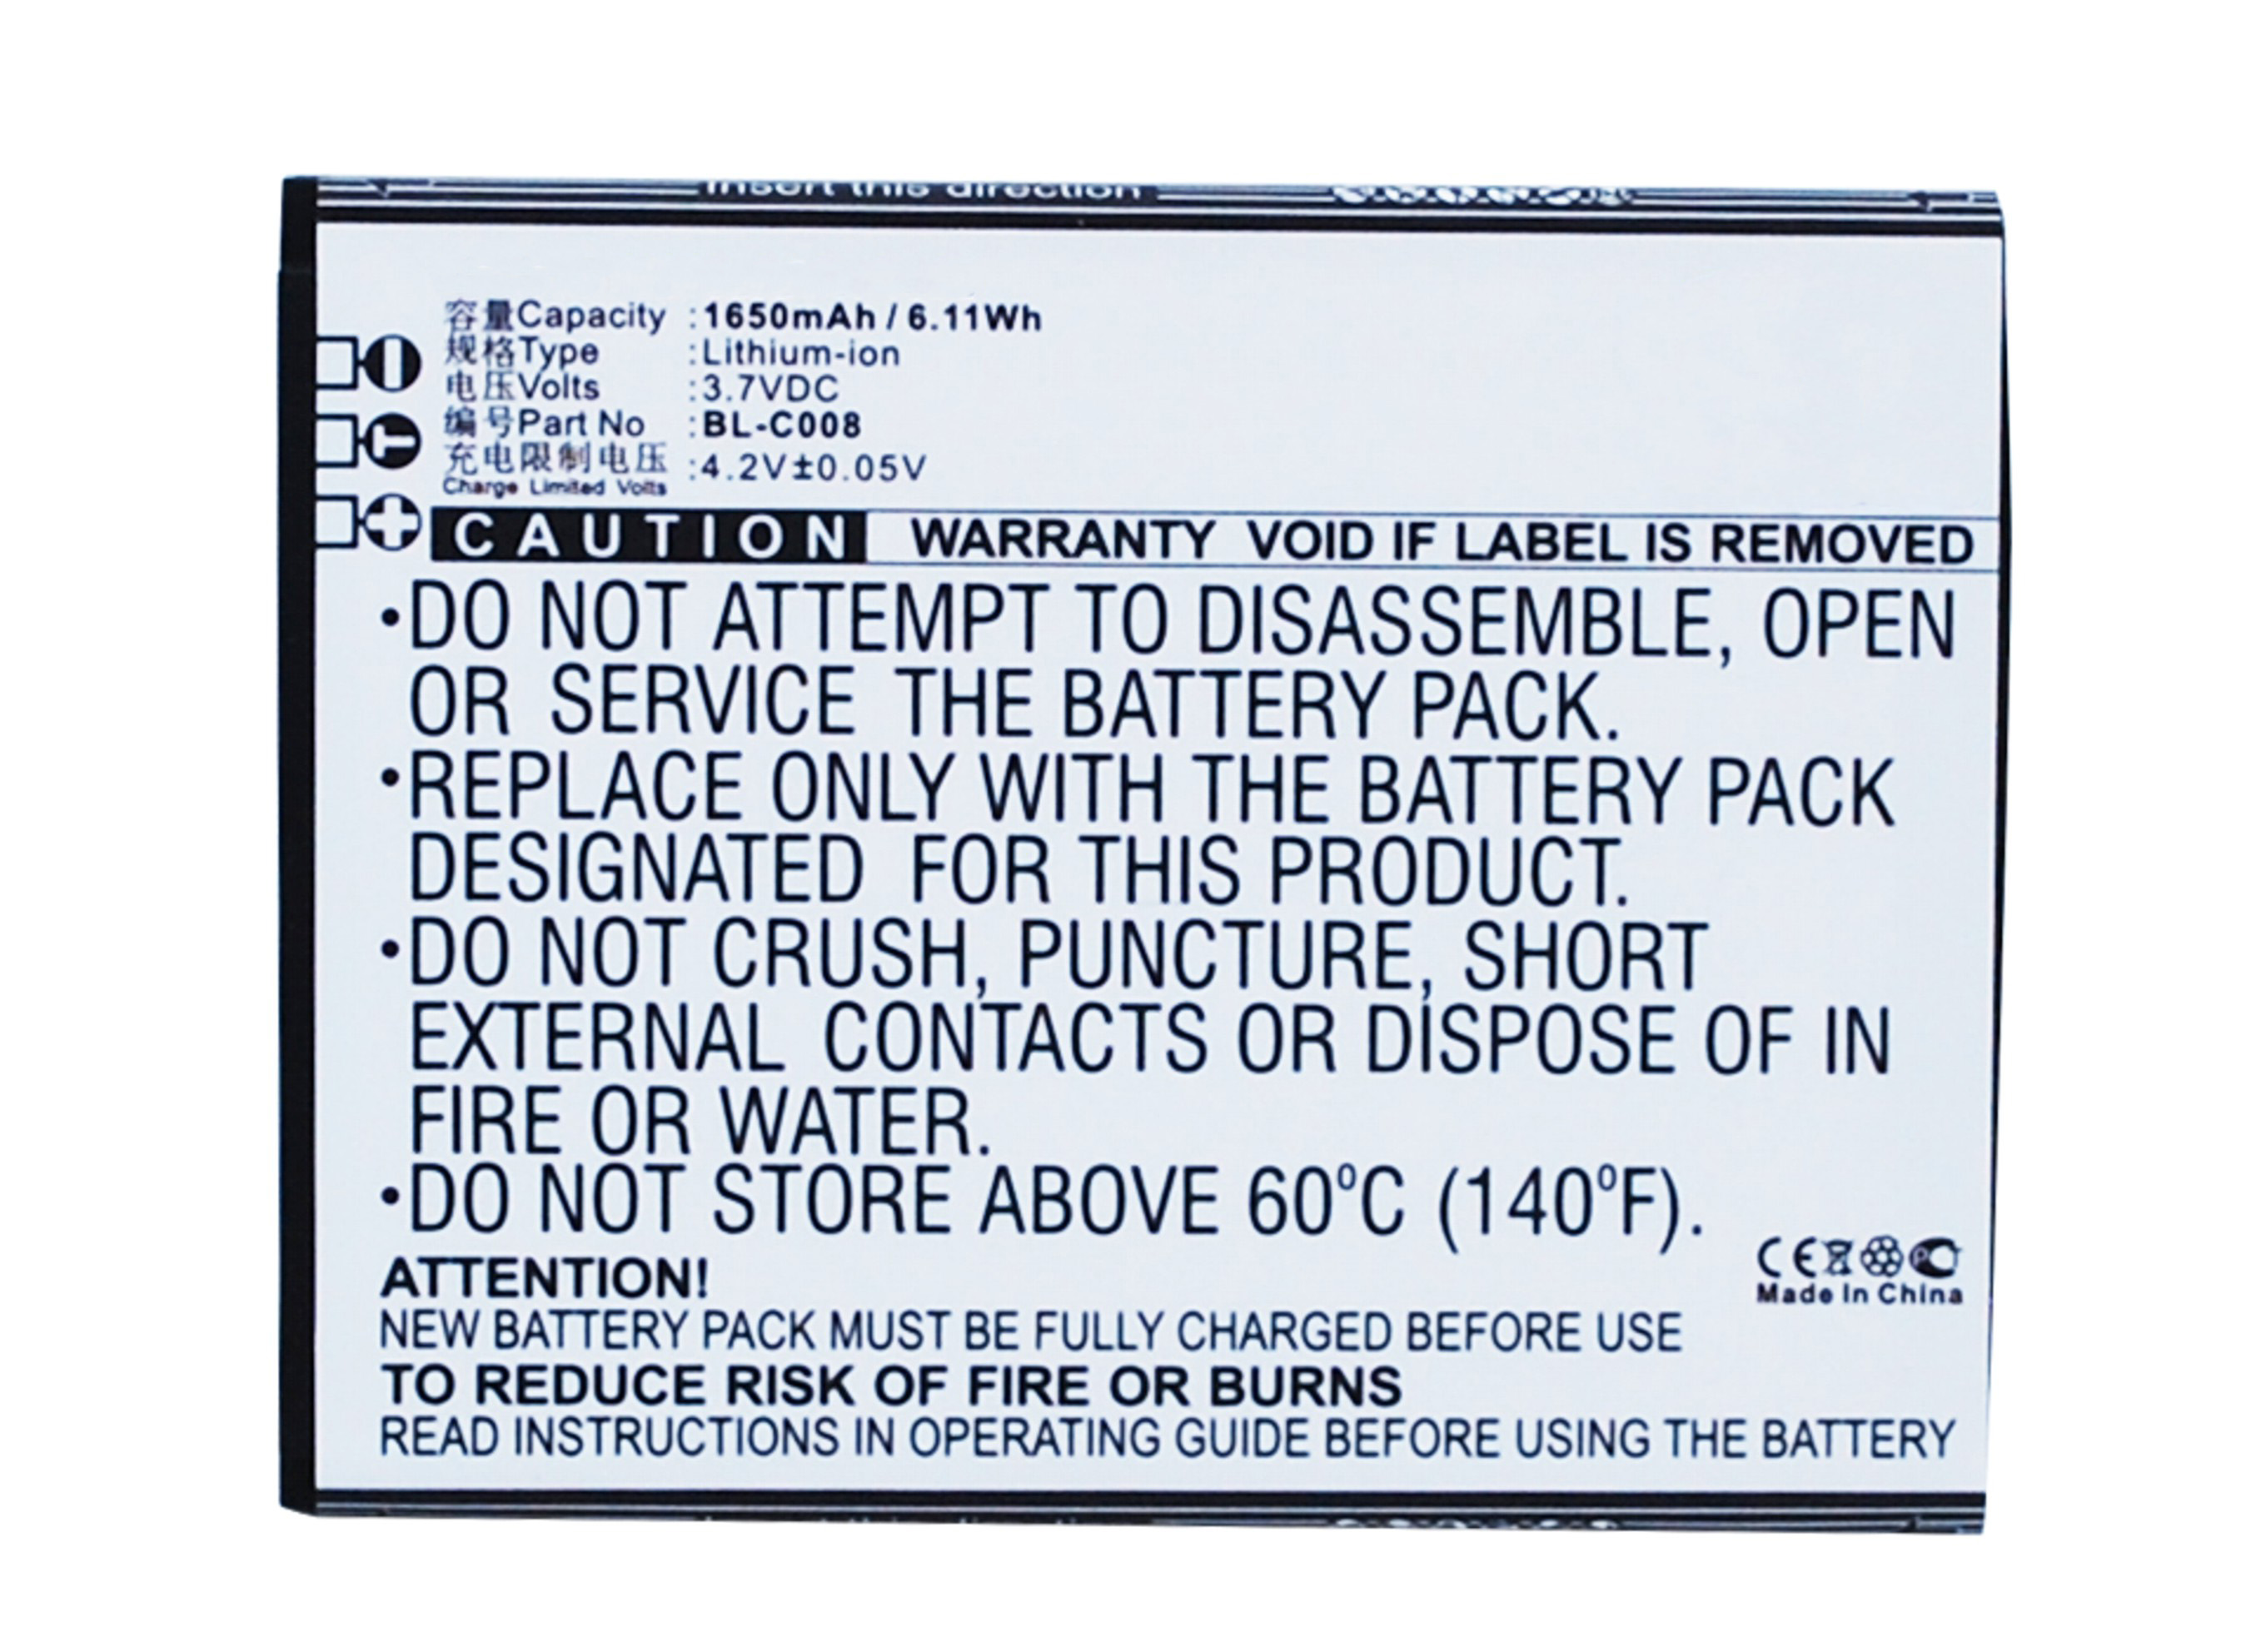 Insert this direction
容量Capacity :1650mAh / 6.11Wh
规格Type :Lithium-ion
电压Volts :3.7VDC
编号Part No :BL-C008
充电限制电压 :4.2V±0.05V
Charge Limited Volts
CAUTION WARRANTY VOID IF LABEL IS REMOVED
•DO NOT ATTEMPT TO DISASSEMBLE, OPEN
OR SERVICE THE BATTERY PACK.
•REPLACE ONLY WITH THE BATTERY PACK
DESIGNATED FOR THIS PRODUCT.
•DO NOT CRUSH, PUNCTURE, SHORT
EXTERNAL CONTACTS OR DISPOSE OF IN
FIRE OR WATER.
•DO NOT STORE ABOVE 60°C (140°F).
ATTENTION!
CE
Made In China
NEW BATTERY PACK MUST BE FULLY CHARGED BEFORE USE
TO REDUCE RISK OF FIRE OR BURNS
READ INSTRUCTIONS IN OPERATING GUIDE BEFORE USING THE BATTERY